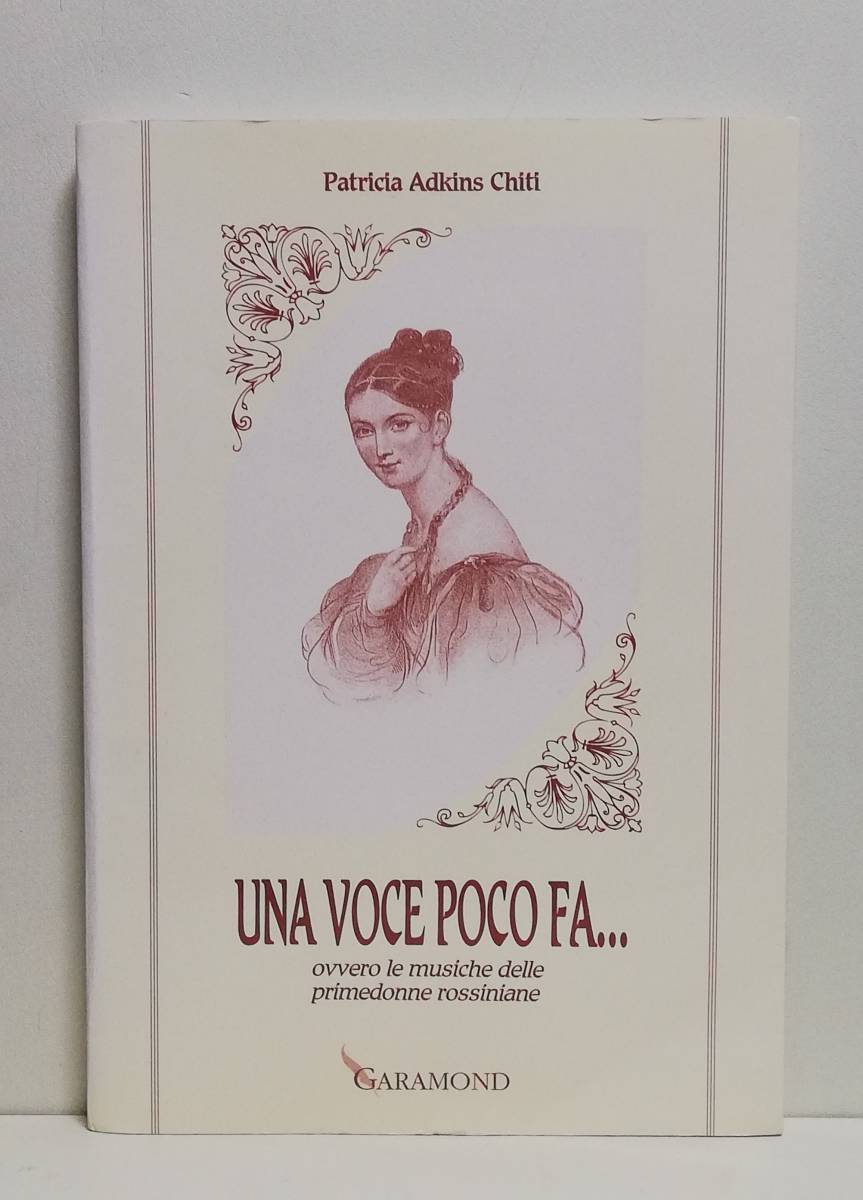 Patricia Adkins Chiti
UNA VOCE POCO FA...
ovvero le musiche delle
primedonne rossiniane
GARAMOND